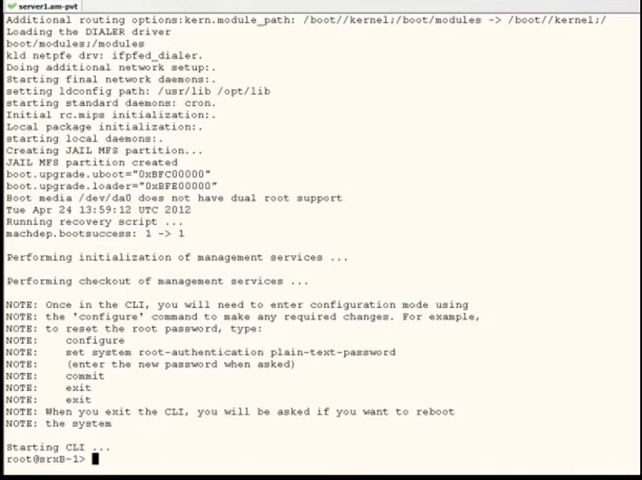 server1.am-pvt
Additional routing options:kern.module_path: /boot//kernel;/boot/modules -> /boot//kernel;/
Loading the DIALER driver
boot/modules;/modules
kld netpfe drv: ifpfed_dialer.
Doing additional network setup:.
Starting final network daemons:.
setting ldconfig path: /usr/lib /opt/lib
starting standard daemons: cron.
Initial rc.mips initialization:.
Local package initialization:.
starting local daemons:.
Creating JAIL MFS partition...
JAIL MFS partition created
boot.upgrade.uboot="0xBFC00000"
boot.upgrade.loader="0xBFE00000"
Boot media /dev/da0 does not have dual root support
Tue Apr 24 13:59:12 UTC 2012
Running recovery script ...
machdep.bootsuccess: 1 -> 1
Performing initialization of management services ...
Performing checkout of management services ...
NOTE: Once in the CLI, you will need to enter configuration mode using
NOTE: the 'configure' command to make any required changes. For example,
NOTE: to reset the root password, type:
NOTE:    configure
NOTE:    set system root-authentication plain-text-password
NOTE:    (enter the new password when asked)
NOTE:    commit
NOTE:    exit
NOTE:    exit
NOTE: When you exit the CLI, you will be asked if you want to reboot
NOTE: the system
Starting CLI ...
root@srxB-1>